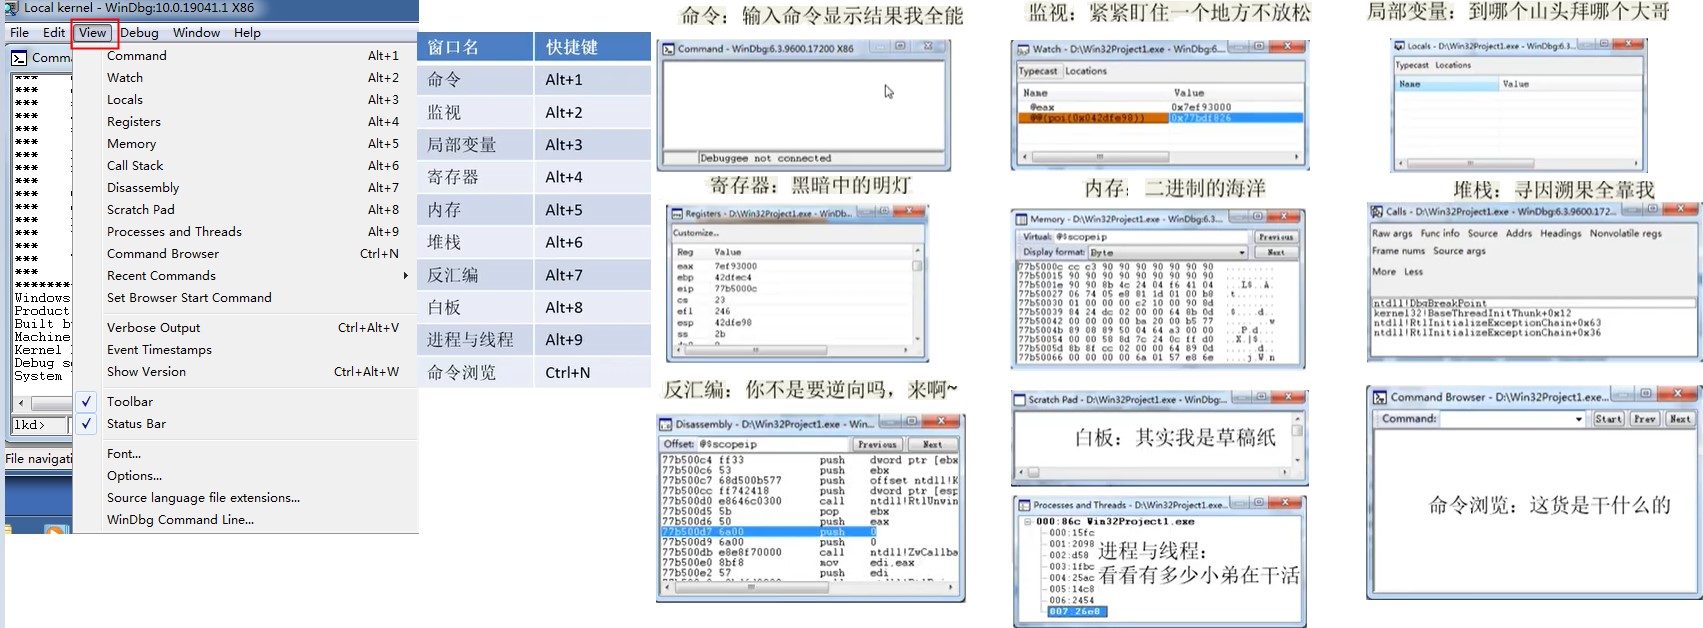 Local kernel - WinDbg:10.0.19041.1 X86
File Edit View Debug Window Help
Comm
Command Alt+1
Watch Alt+2
Locals Alt+3
Registers Alt+4
Memory Alt+5
Call Stack Alt+6
Disassembly Alt+7
Scratch Pad Alt+8
Processes and Threads Alt+9
Command Browser Ctrl+N
Recent Commands
Set Browser Start Command
Verbose Output Ctrl+Alt+V
Event Timestamps
Show Version Ctrl+Alt+W
Toolbar
Status Bar
Font...
Options...
Source language file extensions...
WinDbg Command Line...
***
***
***
***
***
***
***
***
***
***
***
***
********
Windows
Product
Built b
Machine
Kernel
Debug s
System
lkd>
File navigati
窗口名 快捷键
命令 Alt+1
监视 Alt+2
局部变量 Alt+3
寄存器 Alt+4
内存 Alt+5
堆栈 Alt+6
反汇编 Alt+7
白板 Alt+8
进程与线程 Alt+9
命令浏览 Ctrl+N
命令：输入命令显示结果我全能
Command - WinDbg:6.3.9600.17200 X86
Debuggee not connected
监视：紧紧盯住一个地方不放松
Watch - D:\Win32Project1.exe - WinDbg:6...
Typecast Locations
Name Value
@eax 0x7ef93000
@@(poi(0x042dfe98)) 0x77bdf826
局部变量：到哪个山头拜哪个大哥
Locals - D:\Win32Project1.exe - WinDbg:6.3...
Typecast Locations
Name Value
寄存器：黑暗中的明灯
Registers - D:\Win32Project1.exe - WinDb...
Customize...
Reg Value
eax 7ef93000
ebp 42dfec4
eip 77b5000c
cs 23
efl 246
esp 42dfe98
ss 2b
内存：二进制的海洋
Memory - D:\Win32Project1.exe - WinDbg:6.3...
Virtual: @$scopeip Previous
Display format: Byte Next
77b5000c cc c3 90 90 90 90 90 90 90 .........
77b50015 90 90 90 90 90 90 90 90 90 .........
77b5001e 90 90 8b 4c 24 04 f6 41 04 ...L$..A.
77b50027 06 74 05 e8 81 1d 01 00 b8 .t.......
77b50030 01 00 00 00 c2 10 00 90 8d .........
77b50039 84 24 dc 02 00 00 64 8b 0d .$....d..
77b50042 00 00 00 00 ba 20 00 b5 77 ..... ..w
77b5004b 89 08 89 50 04 64 a3 00 00 ...P.d...
77b50054 00 00 58 8d 7c 24 0c ff d0 ..X.|$...
77b5005d 8b 8f cc 02 00 00 64 89 0d ......d..
77b50066 00 00 00 00 6a 01 57 e8 6e ....j.W.n
堆栈：寻因溯果全靠我
Calls - D:\Win32Project1.exe - WinDbg:6.3.9600.172...
Raw args Func info Source Addrs Headings Nonvolatile regs
Frame nums Source args
More Less
ntdll!DbgBreakPoint
kernel32!BaseThreadInitThunk+0x12
ntdll!RtlInitializeExceptionChain+0x63
ntdll!RtlInitializeExceptionChain+0x36
反汇编：你不是要逆向吗，来啊~
Disassembly - D:\Win32Project1.exe - Win...
Offset: @$scopeip Previous Next
77b500c4 ff33 push dword ptr [ebx
77b500c6 53 push ebx
77b500c7 68d500b577 push offset ntdll!K
77b500cc ff742418 push dword ptr [esp
77b500d0 e8646c0300 call ntdll!RtlUnwin
77b500d5 5b pop ebx
77b500d6 50 push eax
77b500d7 6a00 push 0
77b500d9 6a00 push 0
77b500db e8e8f70000 call ntdll!ZwCallba
77b500e0 8bf8 mov edi,eax
77b500e2 57 push edi
Scratch Pad - D:\Win32Project1.exe - WinDbg:...
白板：其实我是草稿纸
Processes and Threads - D:\Win32Project1.exe...
000:86c Win32Project1.exe
000:15fc
001:2098
002:d58
003:1fbc
004:25ac
005:14c8
006:2454
007:26e8
进程与线程：
看看有多少小弟在干活
Command Browser - D:\Win32Project1.exe...
Command: Start Prev Next
命令浏览：这货是干什么的